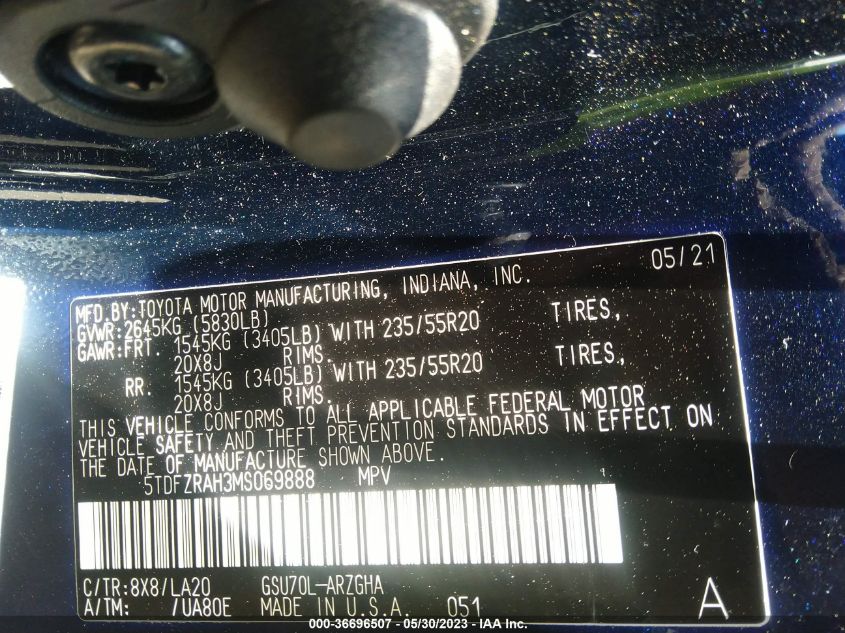 05/21
MFD.BY:TOYOTA MOTOR MANUFACTURING, INDIANA, INC.
GVWR:2645KG (5830LB)
GAWR:FRT. 1545KG (3405LB) WITH 235/55R20 TIRES,
20X8J RIMS.
RR. 1545KG (3405LB) WITH 235/55R20 TIRES,
20X8J RIMS.
THIS VEHICLE CONFORMS TO ALL APPLICABLE FEDERAL MOTOR
VEHICLE SAFETY AND THEFT PREVENTION STANDARDS IN EFFECT ON
THE DATE OF MANUFACTURE SHOWN ABOVE.
5TDFZRAH3MS069888 MPV
C/TR:8X8/LA20 GSU70L-ARZGHA
A/TM: /UA80E MADE IN U.S.A. 051 A
000-36696507 - 05/30/2023 - IAA Inc.